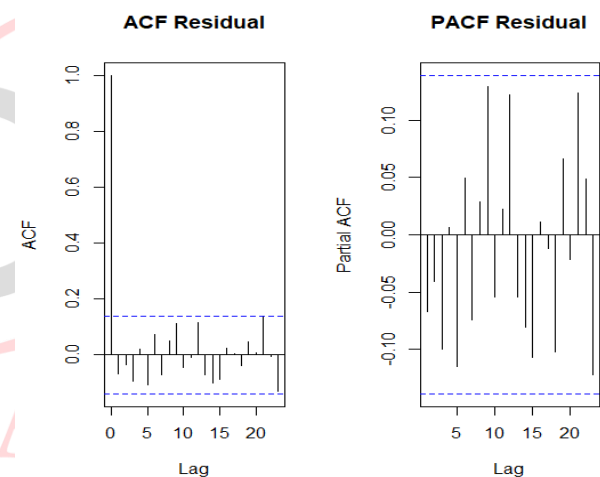 ACF Residual
PACF Residual
ACF
1.0
0.8
0.6
0.4
0.2
0.0
0 5 10 15 20
Lag
Partial ACF
0.10
0.05
0.00
-0.05
-0.10
5 10 15 20
Lag